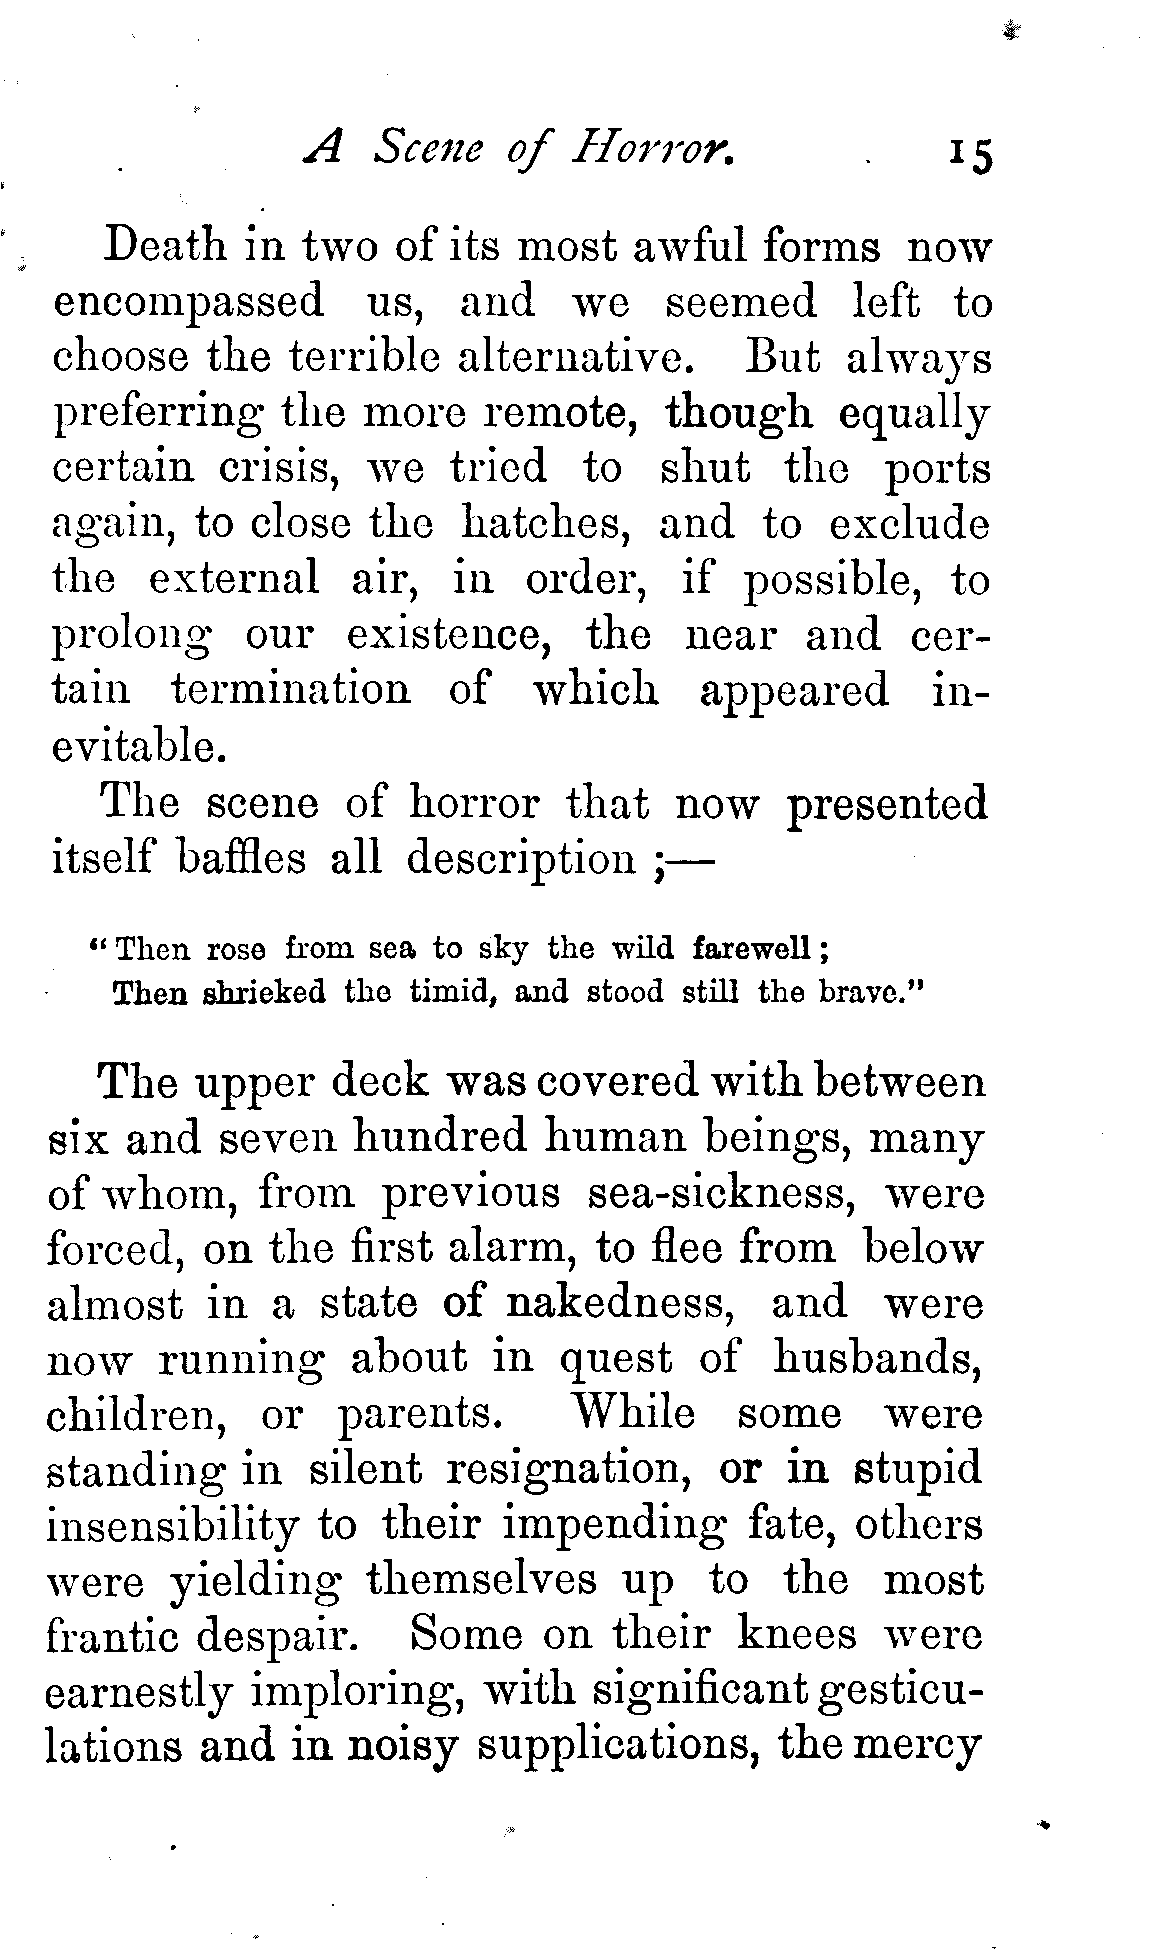 A Scene of Horror. 15
Death in two of its most awful forms now
encompassed us, and we seemed left to
choose the terrible alternative. But always
preferring the more remote, though equally
certain crisis, we tried to shut the ports
again, to close the hatches, and to exclude
the external air, in order, if possible, to
prolong our existence, the near and cer-
tain termination of which appeared in-
evitable.
The scene of horror that now presented
itself baffles all description ;—
“Then rose from sea to sky the wild farewell ;
Then shrieked the timid, and stood still the brave.”
The upper deck was covered with between
six and seven hundred human beings, many
of whom, from previous sea-sickness, were
forced, on the first alarm, to flee from below
almost in a state of nakedness, and were
now running about in quest of husbands,
children, or parents. While some were
standing in silent resignation, or in stupid
insensibility to their impending fate, others
were yielding themselves up to the most
frantic despair. Some on their knees were
earnestly imploring, with significant gesticu-
lations and in noisy supplications, the mercy